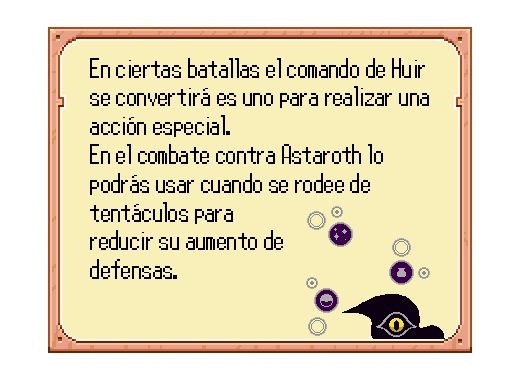 En ciertas batallas el comando de Huir
se convertirá es uno para realizar una
acción especial.
En el combate contra Astaroth lo
podrás usar cuando se rodee de
tentáculos para
reducir su aumento de
defensas.